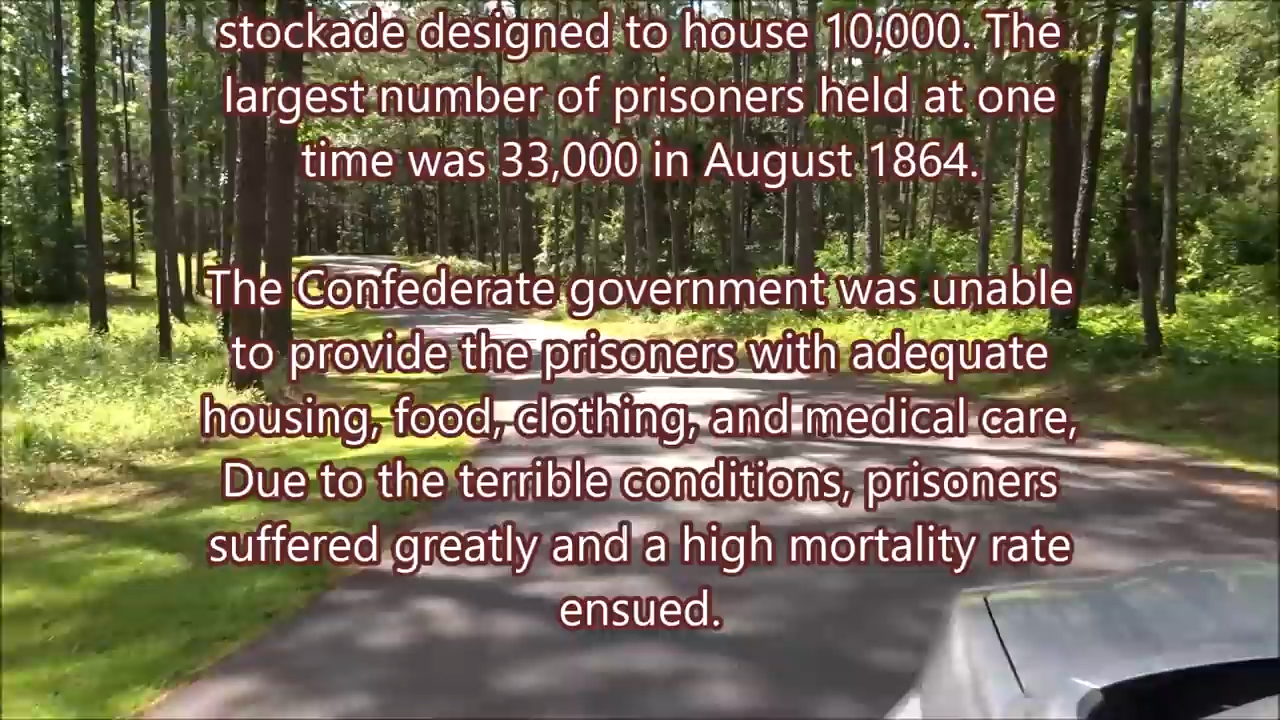 stockade designed to house 10,000. The
largest number of prisoners held at one
time was 33,000 in August 1864.
The Confederate government was unable
to provide the prisoners with adequate
housing, food, clothing, and medical care,
Due to the terrible conditions, prisoners
suffered greatly and a high mortality rate
ensued.